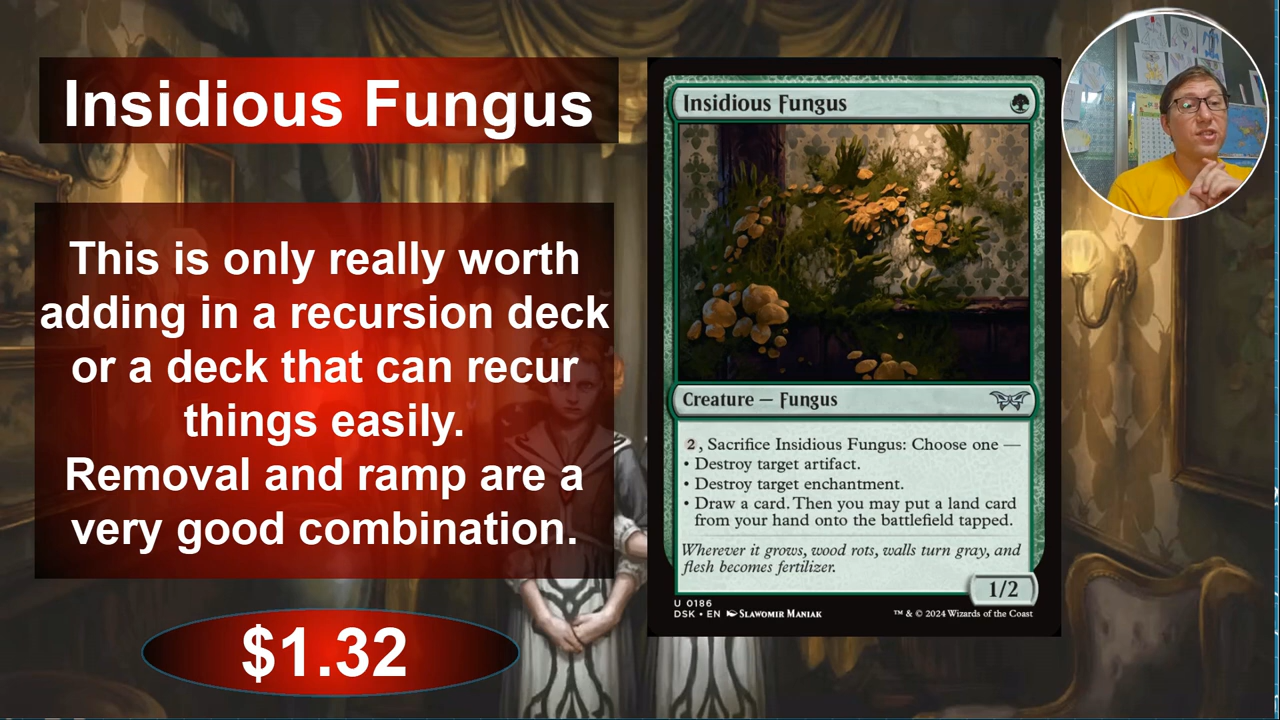 Insidious Fungus
This is only really worth
adding in a recursion deck
or a deck that can recur
things easily.
Removal and ramp are a
very good combination.
$1.32
Insidious Fungus
Creature — Fungus
2, Sacrifice Insidious Fungus: Choose one —
• Destroy target artifact.
• Destroy target enchantment.
• Draw a card. Then you may put a land card
from your hand onto the battlefield tapped.
Wherever it grows, wood rots, walls turn gray, and
flesh becomes fertilizer.
1/2
U 0186
DSK • EN SLAWOMIR MANIAK
™ & © 2024 Wizards of the Coast